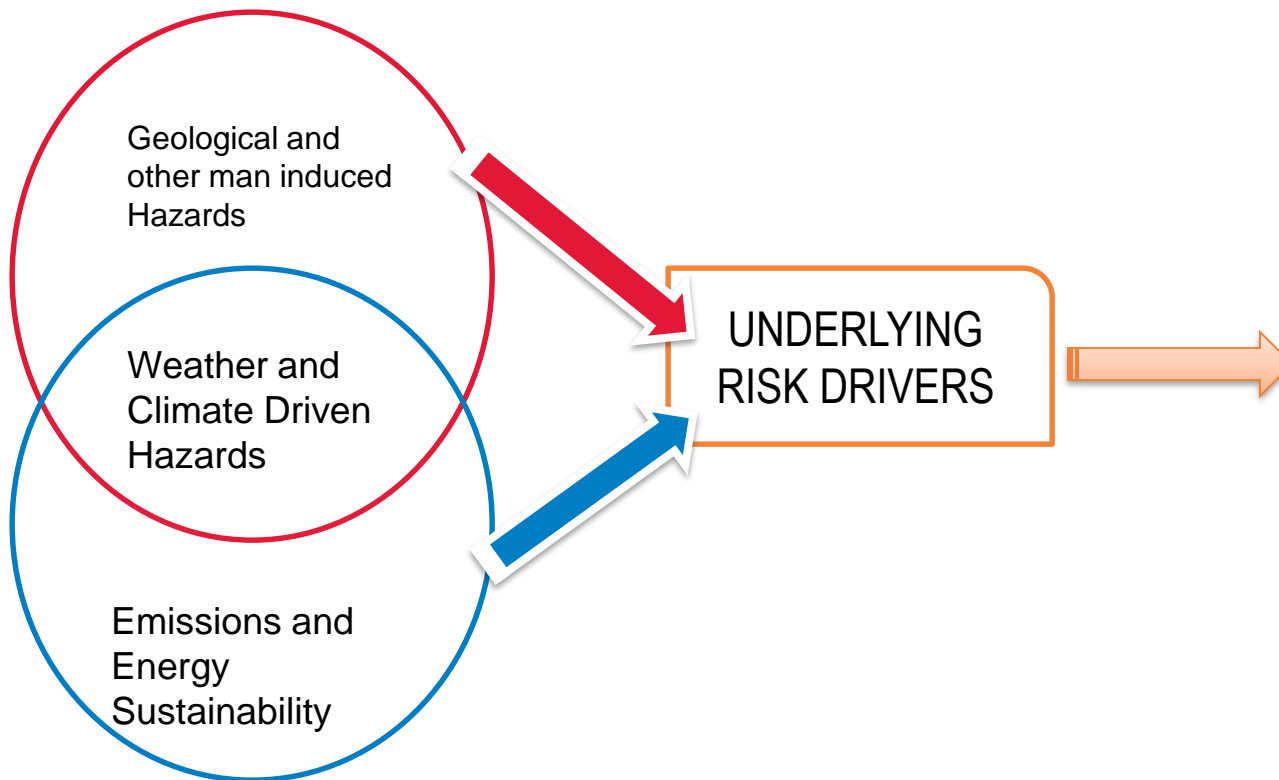 Geological and
other man induced
Hazards
Weather and
Climate Driven
Hazards
Emissions and
Energy
Sustainability
UNDERLYING
RISK DRIVERS